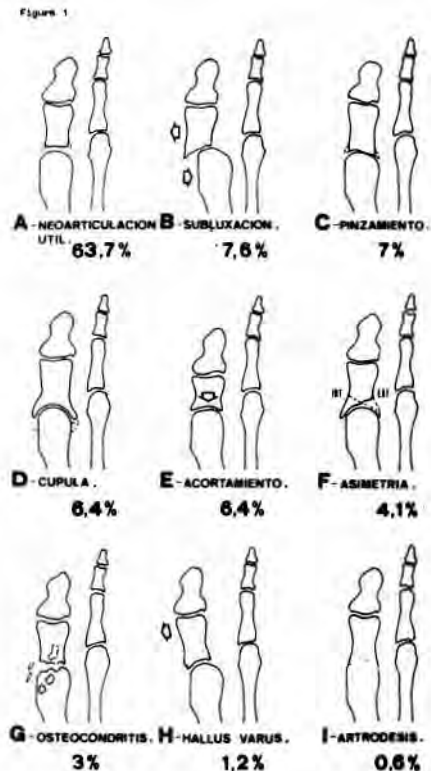 Figura 1
A - NEOARTICULACION UTIL.
63,7%
B - SUBLUXACION.
7,6%
C - PINZAMIENTO.
7%
D - CUPULA.
6,4%
E - ACORTAMIENTO.
6,4%
INT EXT
F - ASIMETRIA.
4,1%
G - OSTEOCONDRITIS.
3%
H - HALLUS VARUS.
1,2%
I - ARTRODESIS.
0,6%